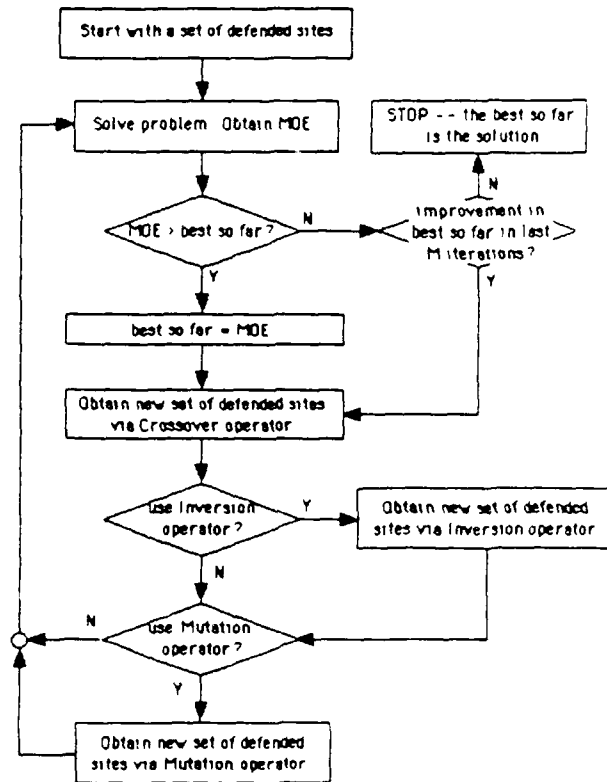 Start with a set of defended sites
Solve problem Obtain MOE
STOP -- the best so far
is the solution
MOE > best so far?
N
N
improvement in
best so far in last
M iterations?
Y
Y
best so far = MOE
Obtain new set of defended sites
via Crossover operator
use Inversion
operator?
Y
Obtain new set of defended
sites via Inversion operator
N
N
use Mutation
operator?
Y
Obtain new set of defended
sites via Mutation operator